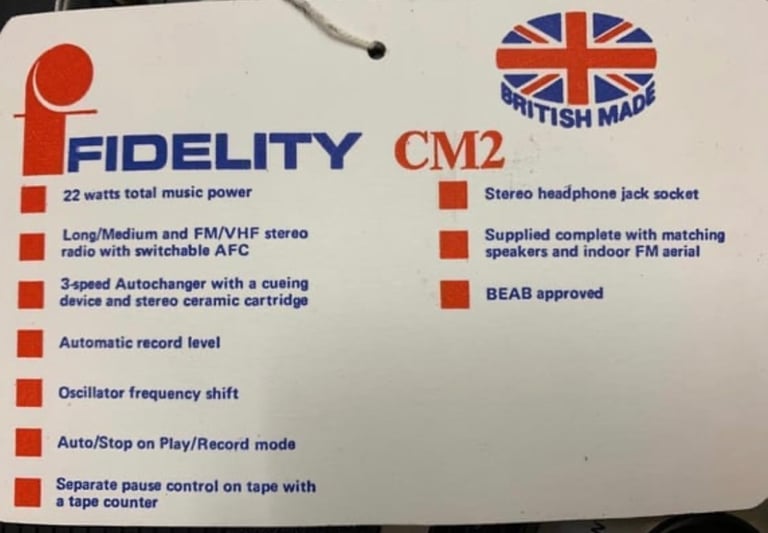 FIDELITY CM2
BRITISH MADE
22 watts total music power
Long/Medium and FM/VHF stereo
radio with switchable AFC
3-speed Autochanger with a cueing
device and stereo ceramic cartridge
Automatic record level
Oscillator frequency shift
Auto/Stop on Play/Record mode
Separate pause control on tape with
a tape counter
Stereo headphone jack socket
Supplied complete with matching
speakers and indoor FM aerial
BEAB approved